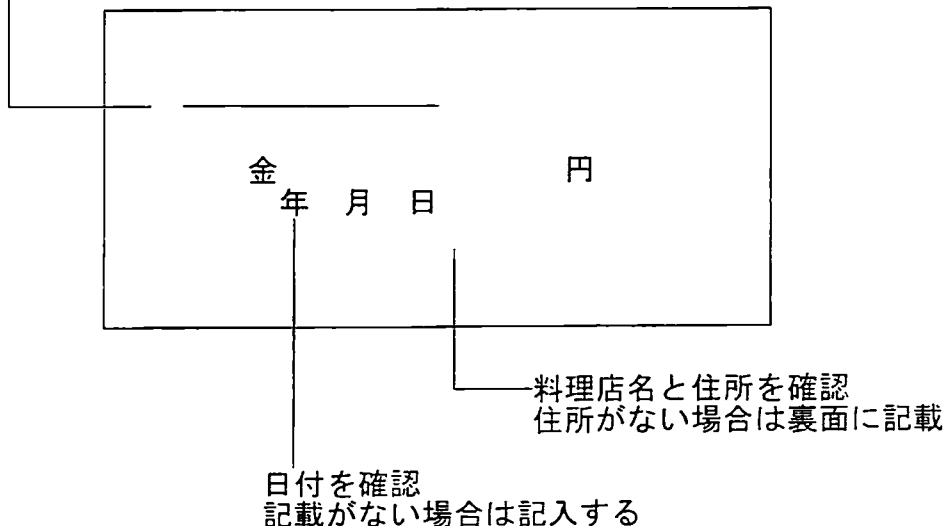 金 円
年 月 日
料理店名と住所を確認
住所がない場合は裏面に記載
日付を確認
記載がない場合は記入する